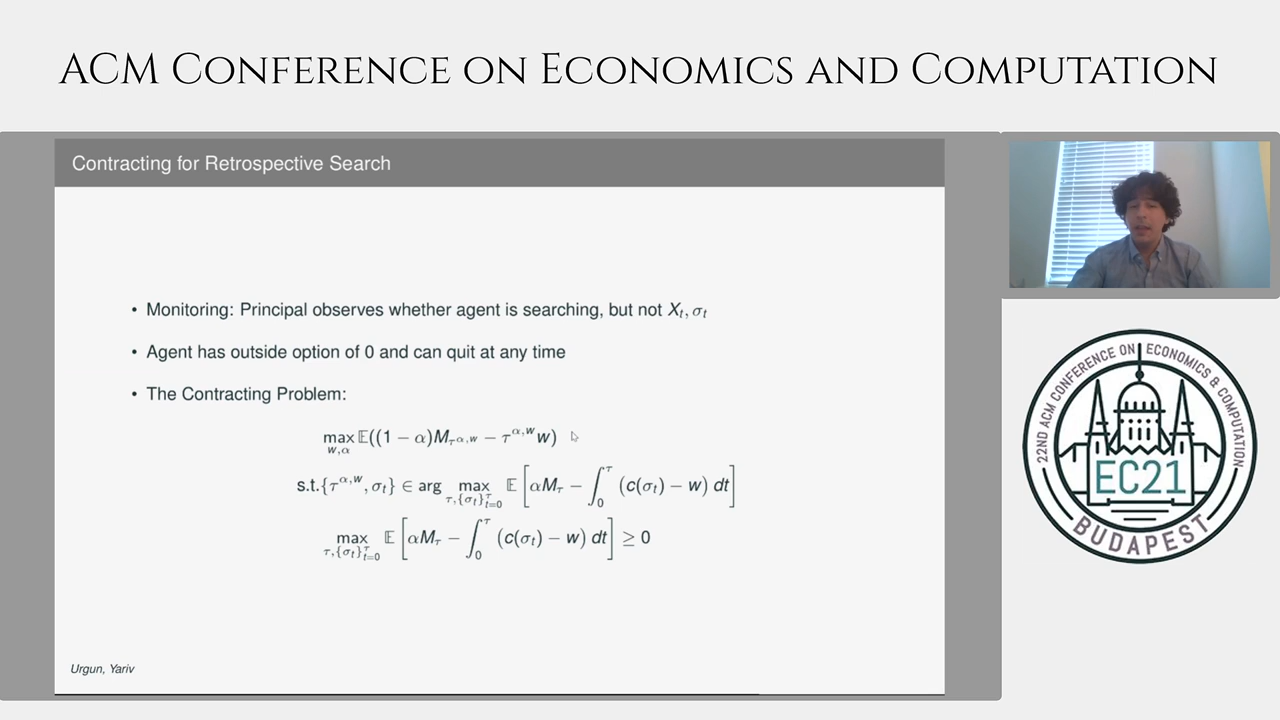 ACM Conference on Economics and Computation
Contracting for Retrospective Search
• Monitoring: Principal observes whether agent is searching, but not X_t, σ_t
• Agent has outside option of 0 and can quit at any time
• The Contracting Problem:
max_{w,α} 𝔼((1 − α)M_{τ^{α,w}} − τ^{α,w} w)
s.t.{τ^{α,w}, σ_t} ∈ arg max_{τ,{σ_t}_{t=0}^τ} 𝔼 [αM_τ − ∫_0^τ (c(σ_t) − w) dt]
max_{τ,{σ_t}_{t=0}^τ} 𝔼 [αM_τ − ∫_0^τ (c(σ_t) − w) dt] ≥ 0
Urgun, Yariv
22ND ACM CONFERENCE ON ECONOMICS & COMPUTATION
EC21
BUDAPEST